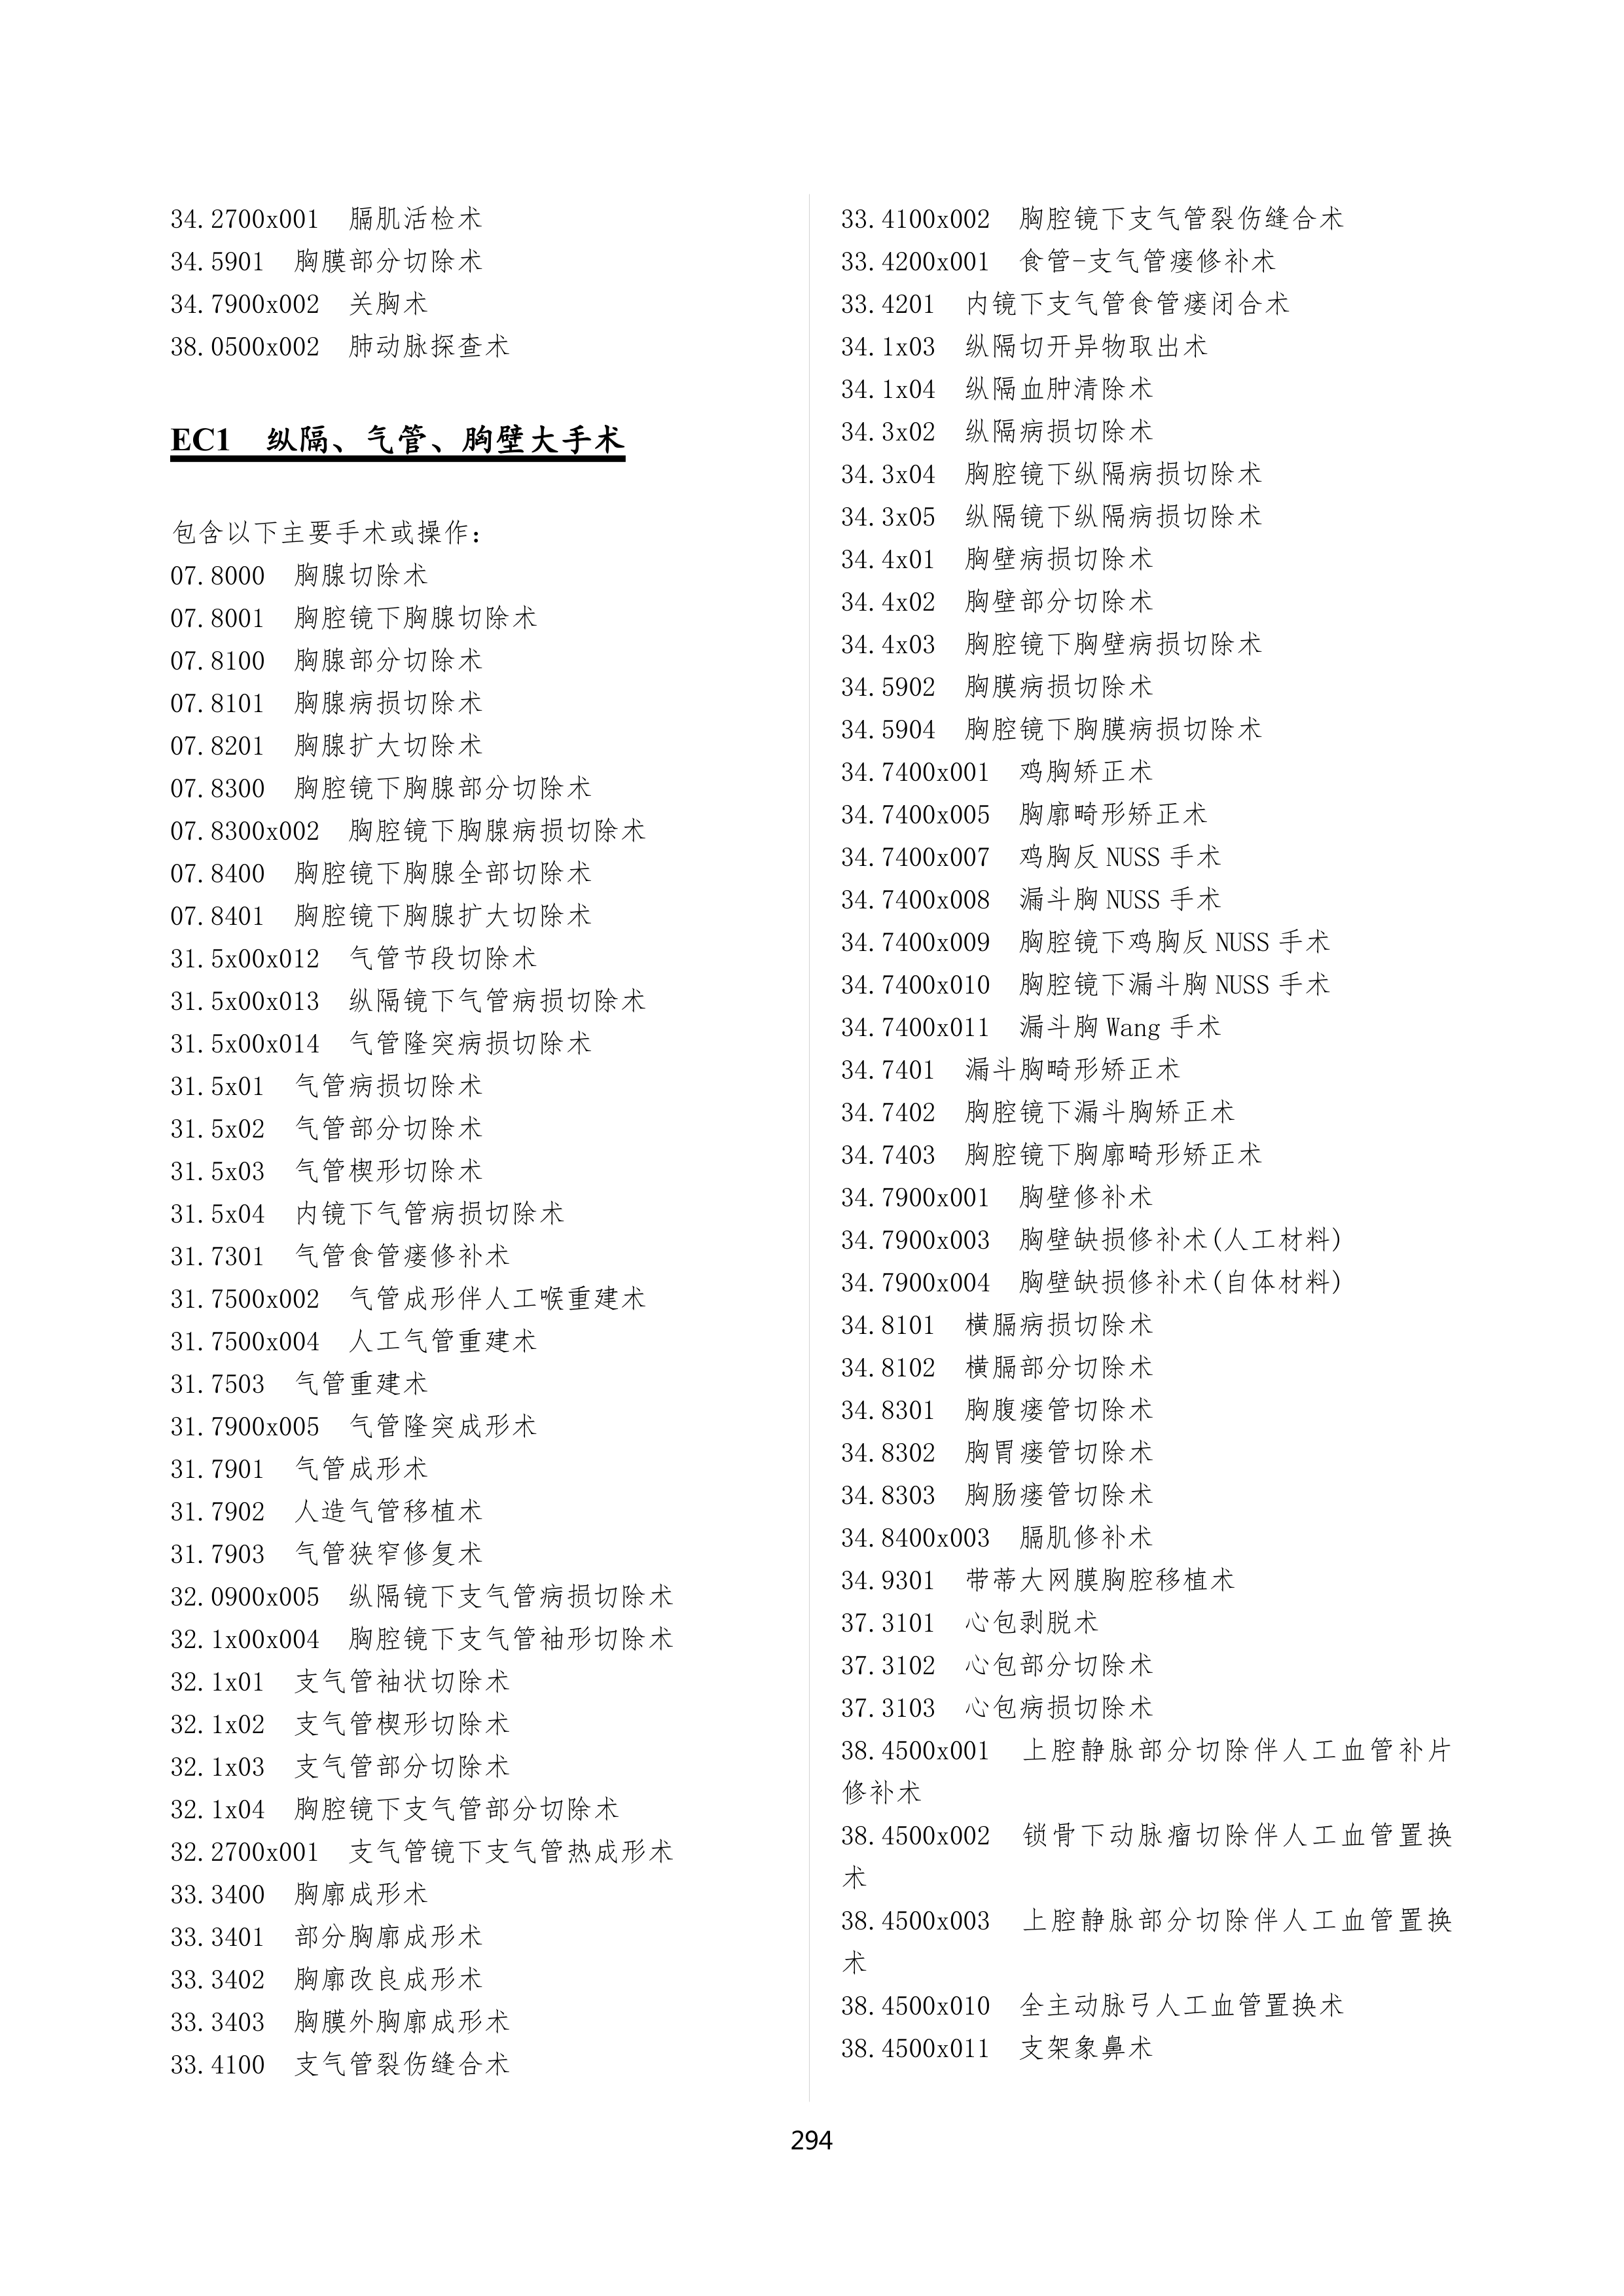 34.2700x001 膈肌活检术
34.5901 胸膜部分切除术
34.7900x002 关胸术
38.0500x002 肺动脉探查术
EC1 纵隔、气管、胸壁大手术
包含以下主要手术或操作：
07.8000 胸腺切除术
07.8001 胸腔镜下胸腺切除术
07.8100 胸腺部分切除术
07.8101 胸腺病损切除术
07.8201 胸腺扩大切除术
07.8300 胸腔镜下胸腺部分切除术
07.8300x002 胸腔镜下胸腺病损切除术
07.8400 胸腔镜下胸腺全部切除术
07.8401 胸腔镜下胸腺扩大切除术
31.5x00x012 气管节段切除术
31.5x00x013 纵隔镜下气管病损切除术
31.5x00x014 气管隆突病损切除术
31.5x01 气管病损切除术
31.5x02 气管部分切除术
31.5x03 气管楔形切除术
31.5x04 内镜下气管病损切除术
31.7301 气管食管瘘修补术
31.7500x002 气管成形伴人工喉重建术
31.7500x004 人工气管重建术
31.7503 气管重建术
31.7900x005 气管隆突成形术
31.7901 气管成形术
31.7902 人造气管移植术
31.7903 气管狭窄修复术
32.0900x005 纵隔镜下支气管病损切除术
32.1x00x004 胸腔镜下支气管袖形切除术
32.1x01 支气管袖状切除术
32.1x02 支气管楔形切除术
32.1x03 支气管部分切除术
32.1x04 胸腔镜下支气管部分切除术
32.2700x001 支气管镜下支气管热成形术
33.3400 胸廓成形术
33.3401 部分胸廓成形术
33.3402 胸廓改良成形术
33.3403 胸膜外胸廓成形术
33.4100 支气管裂伤缝合术
33.4100x002 胸腔镜下支气管裂伤缝合术
33.4200x001 食管-支气管瘘修补术
33.4201 内镜下支气管食管瘘闭合术
34.1x03 纵隔切开异物取出术
34.1x04 纵隔血肿清除术
34.3x02 纵隔病损切除术
34.3x04 胸腔镜下纵隔病损切除术
34.3x05 纵隔镜下纵隔病损切除术
34.4x01 胸壁病损切除术
34.4x02 胸壁部分切除术
34.4x03 胸腔镜下胸壁病损切除术
34.5902 胸膜病损切除术
34.5904 胸腔镜下胸膜病损切除术
34.7400x001 鸡胸矫正术
34.7400x005 胸廓畸形矫正术
34.7400x007 鸡胸反 NUSS 手术
34.7400x008 漏斗胸 NUSS 手术
34.7400x009 胸腔镜下鸡胸反 NUSS 手术
34.7400x010 胸腔镜下漏斗胸 NUSS 手术
34.7400x011 漏斗胸 Wang 手术
34.7401 漏斗胸畸形矫正术
34.7402 胸腔镜下漏斗胸矫正术
34.7403 胸腔镜下胸廓畸形矫正术
34.7900x001 胸壁修补术
34.7900x003 胸壁缺损修补术(人工材料)
34.7900x004 胸壁缺损修补术(自体材料)
34.8101 横膈病损切除术
34.8102 横膈部分切除术
34.8301 胸腹瘘管切除术
34.8302 胸胃瘘管切除术
34.8303 胸肠瘘管切除术
34.8400x003 膈肌修补术
34.9301 带蒂大网膜胸腔移植术
37.3101 心包剥脱术
37.3102 心包部分切除术
37.3103 心包病损切除术
38.4500x001 上腔静脉部分切除伴人工血管补片
修补术
38.4500x002 锁骨下动脉瘤切除伴人工血管置换
术
38.4500x003 上腔静脉部分切除伴人工血管置换
术
38.4500x010 全主动脉弓人工血管置换术
38.4500x011 支架象鼻术
294